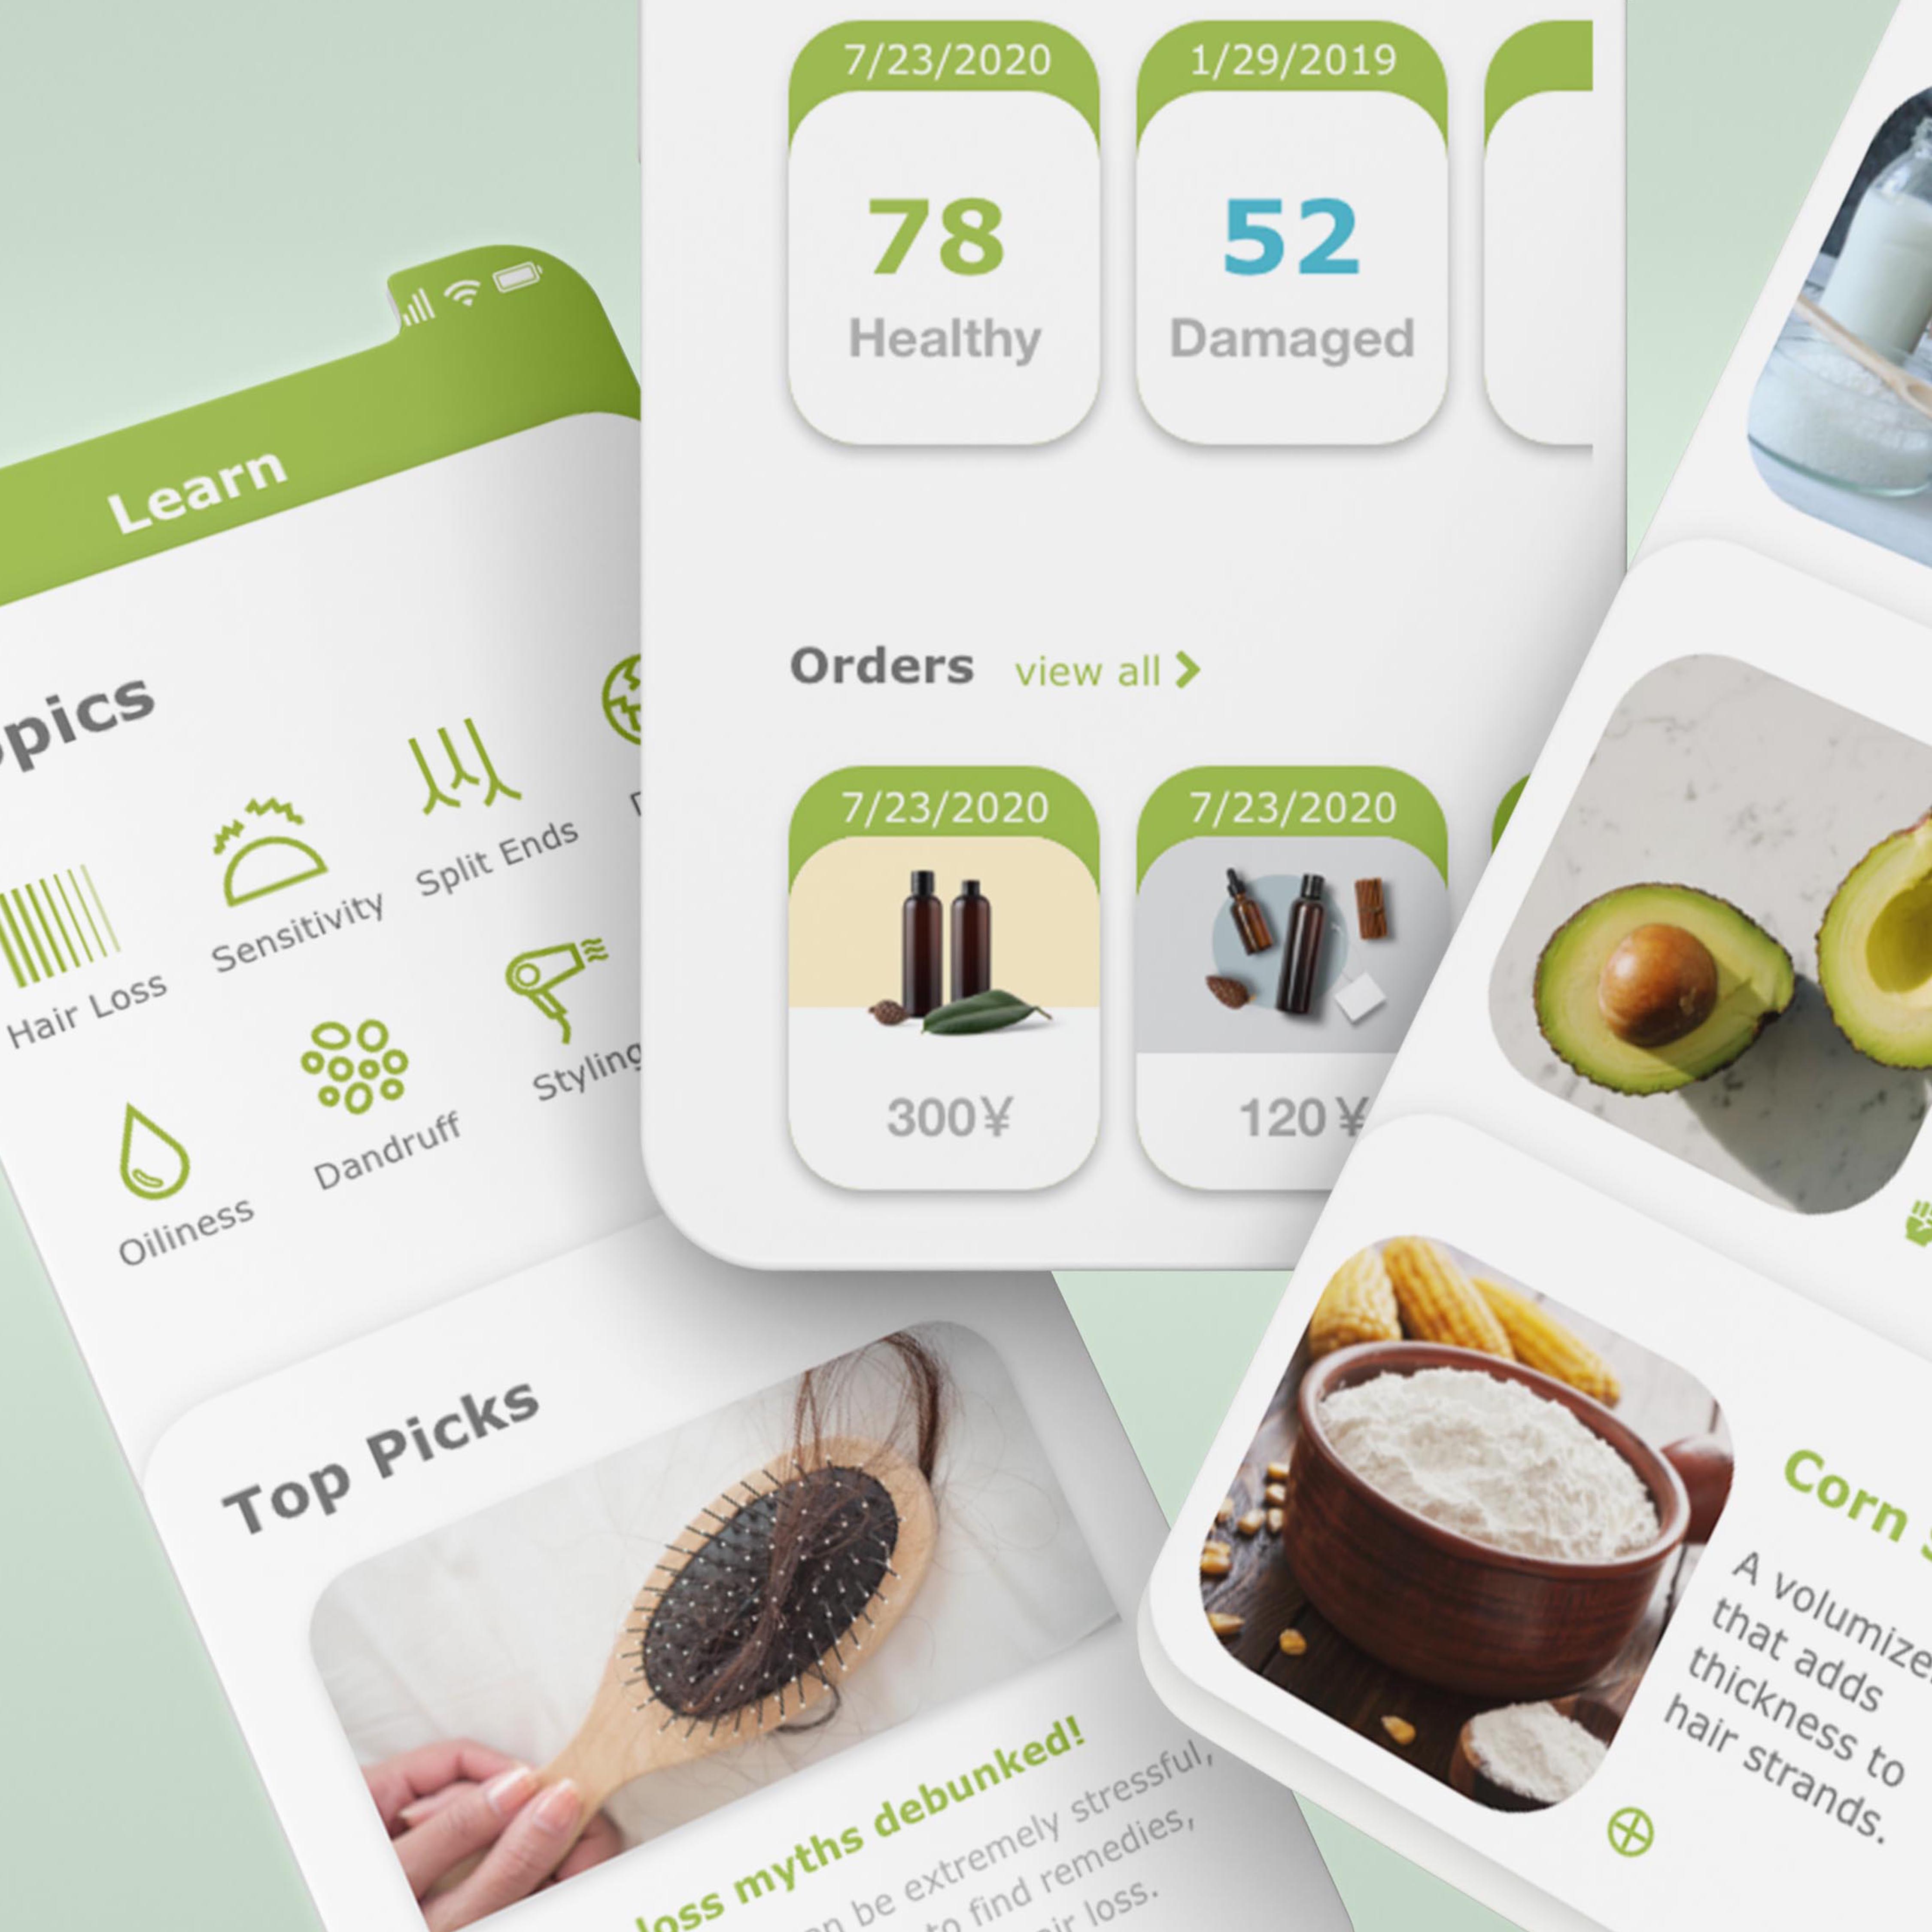 Learn
Hair Loss
Sensitivity
Split Ends
Oiliness
Dandruff
Styling
Top Picks
loss myths debunked!
be extremely stressful,
to find remedies,
loss.
7/23/2020
78
Healthy
1/29/2019
52
Damaged
Orders view all
7/23/2020
300¥
7/23/2020
120¥
Corn
A volumize
that adds
thickness to
hair strands.